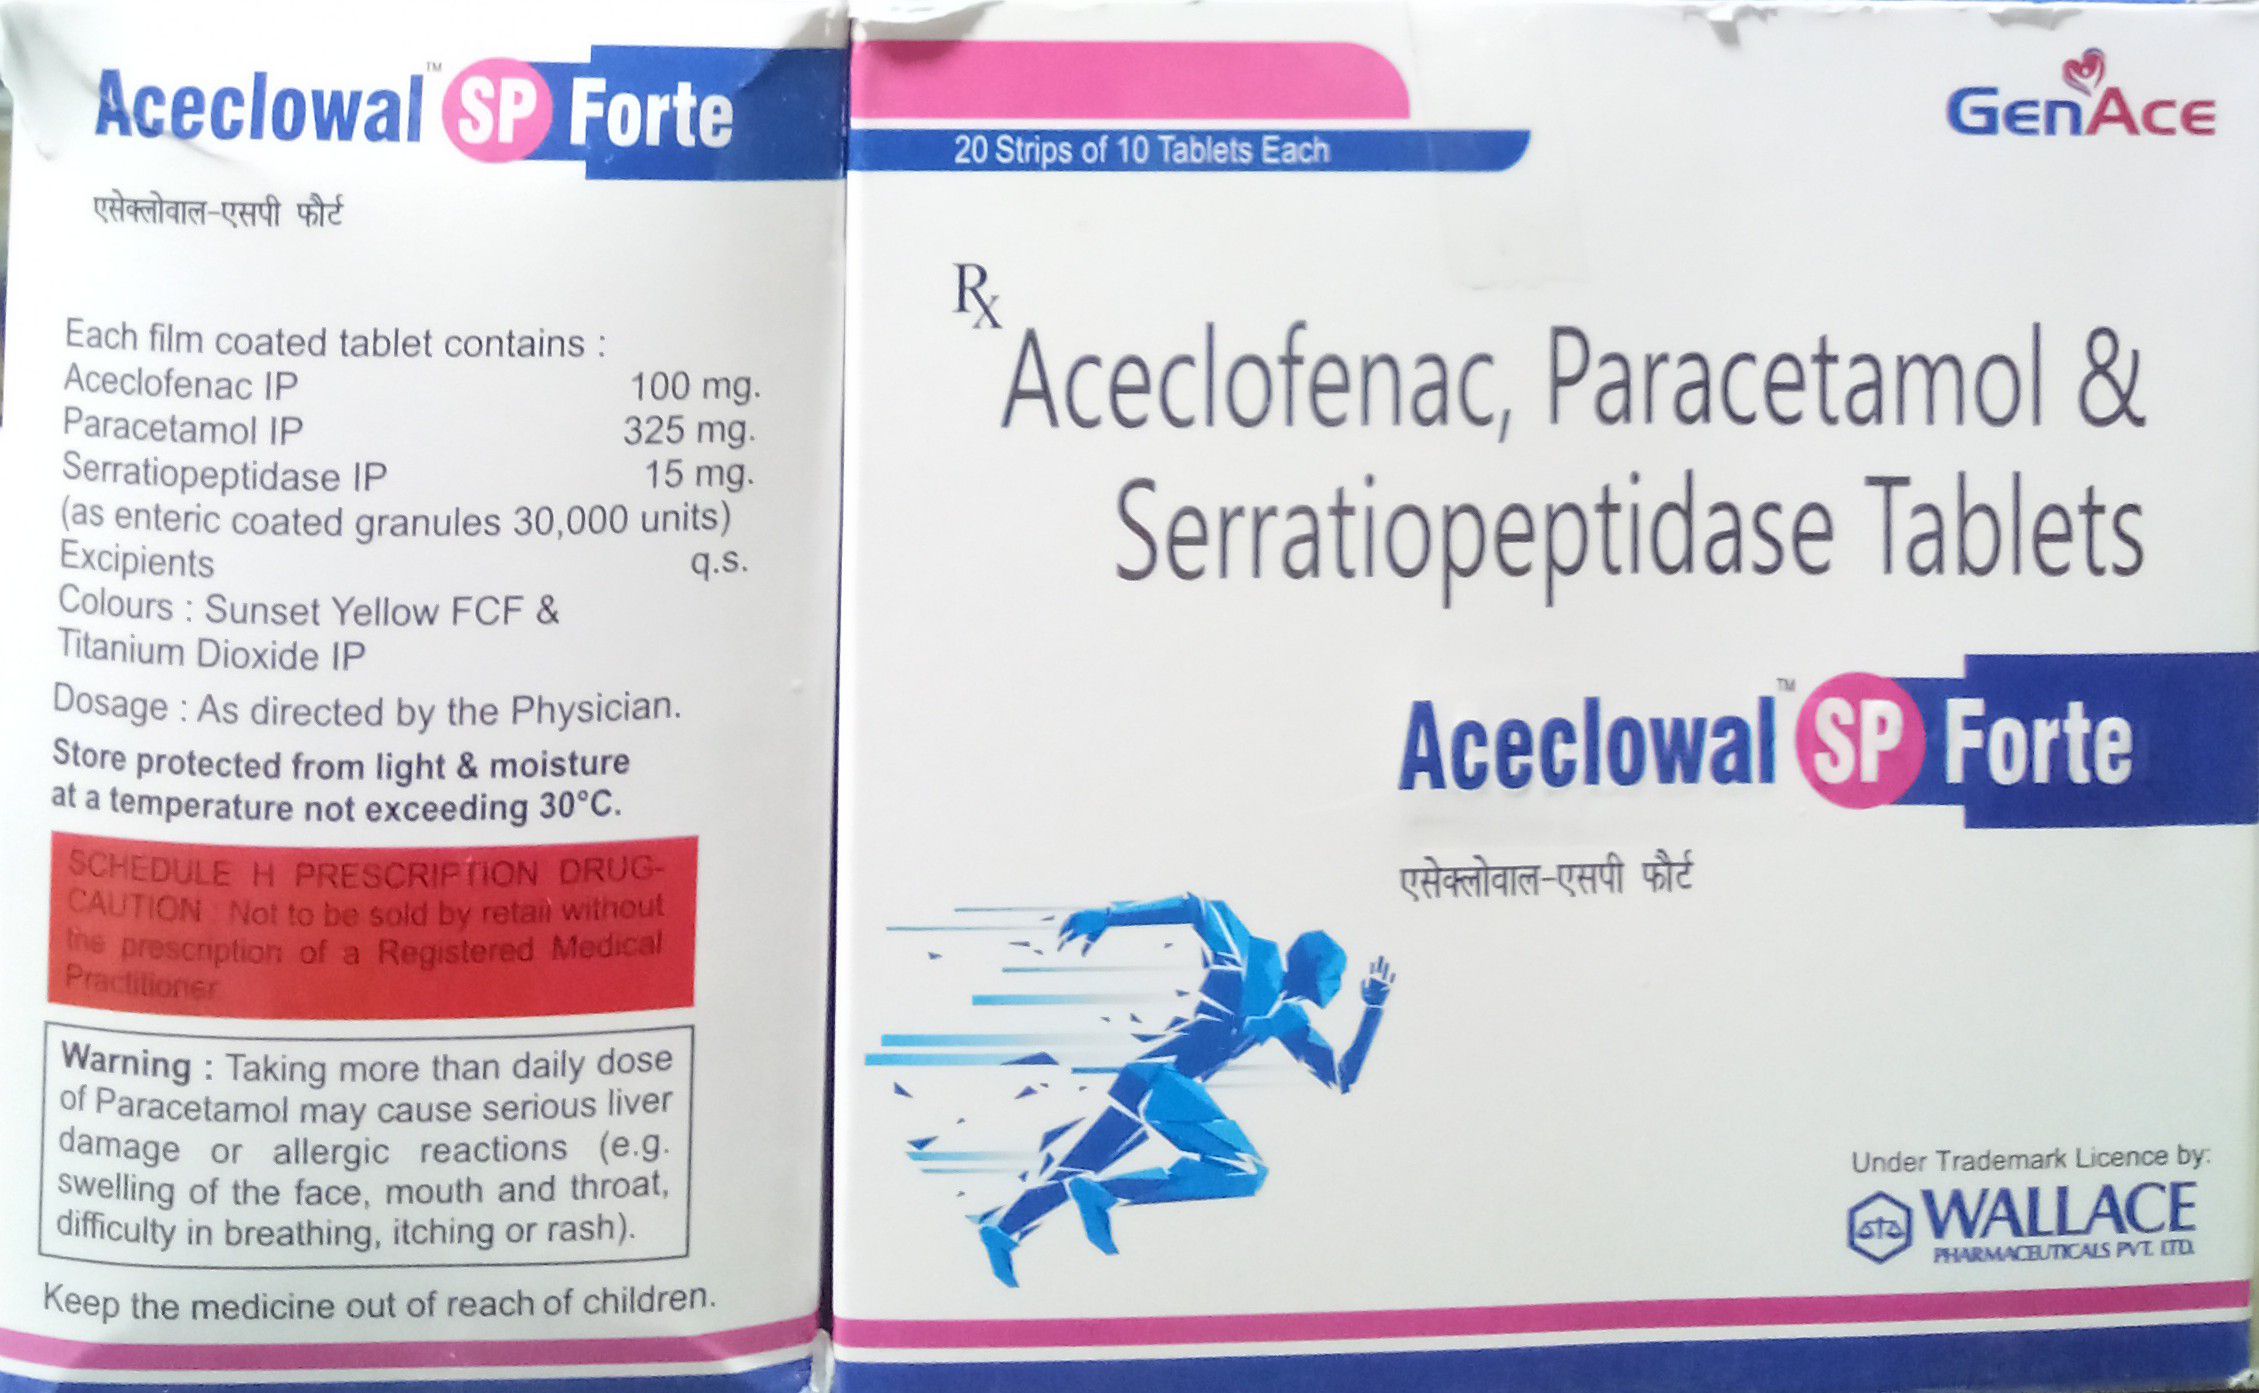 Aceclowal™ SP Forte
एसेक्लोवाल-एसपी फौर्ट
Each film coated tablet contains :
Aceclofenac IP 100 mg.
Paracetamol IP 325 mg.
Serratiopeptidase IP 15 mg.
(as enteric coated granules 30,000 units)
Excipients q.s.
Colours : Sunset Yellow FCF &
Titanium Dioxide IP
Dosage : As directed by the Physician.
Store protected from light & moisture
at a temperature not exceeding 30°C.
SCHEDULE H PRESCRIPTION DRUG-
CAUTION : Not to be sold by retail without
the prescription of a Registered Medical
Practitioner
Warning : Taking more than daily dose
of Paracetamol may cause serious liver
damage or allergic reactions (e.g.
swelling of the face, mouth and throat,
difficulty in breathing, itching or rash).
Keep the medicine out of reach of children.
GenAce
20 Strips of 10 Tablets Each
Rx
Aceclofenac, Paracetamol &
Serratiopeptidase Tablets
Aceclowal™ SP Forte
एसेक्लोवाल-एसपी फौर्ट
Under Trademark Licence by:
WALLACE
PHARMACEUTICALS PVT. LTD.